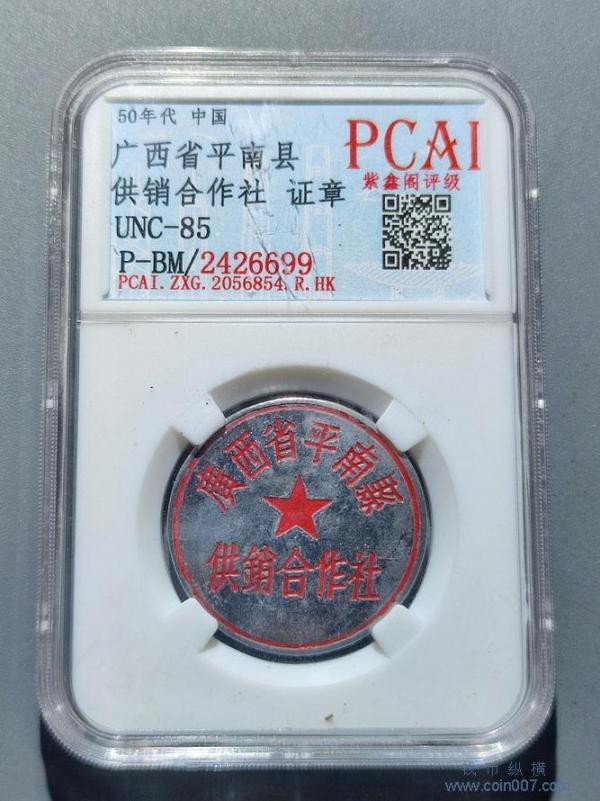 50年代 中国
广西省平南县
供销合作社 证章
UNC-85
P-BM/2426699
PCAI. ZXG. 2056854. R. HK
PCAI
紫鑫阁评级
廣西省平南縣
供銷合作社
钱币纵横
www.coin007.com